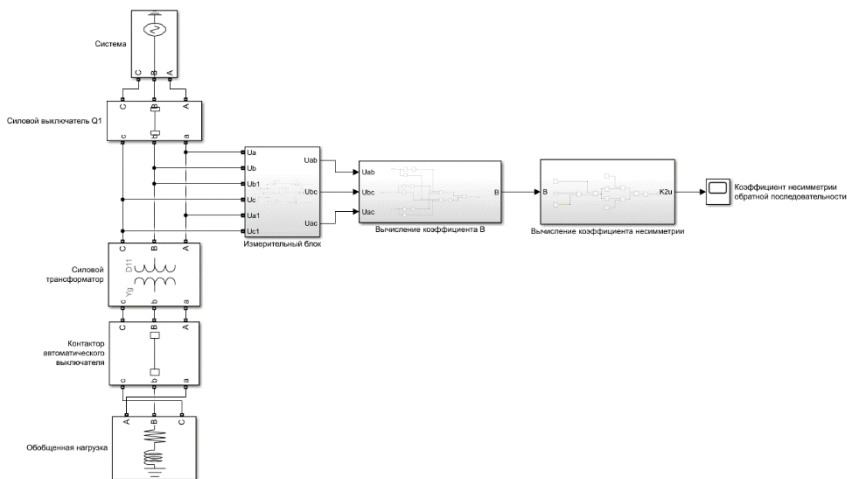 Система
C B A
C B A
Силовой выключатель Q1
c b a
Ua
Ub
Ub1
Uc
Ua1
Uc1
Uab
Ubc
Uac
Измерительный блок
Uab
Ubc
Uac
B
Вычисление коэффициента B
B
K2u
Вычисление коэффициента несимметрии
Коэффициент несимметрии
обратной последовательности
C B A
Силовой
трансформатор
D11
Yg
c b a
C B A
Контактор
автоматического
выключателя
c b a
A B C
Обобщенная нагрузка